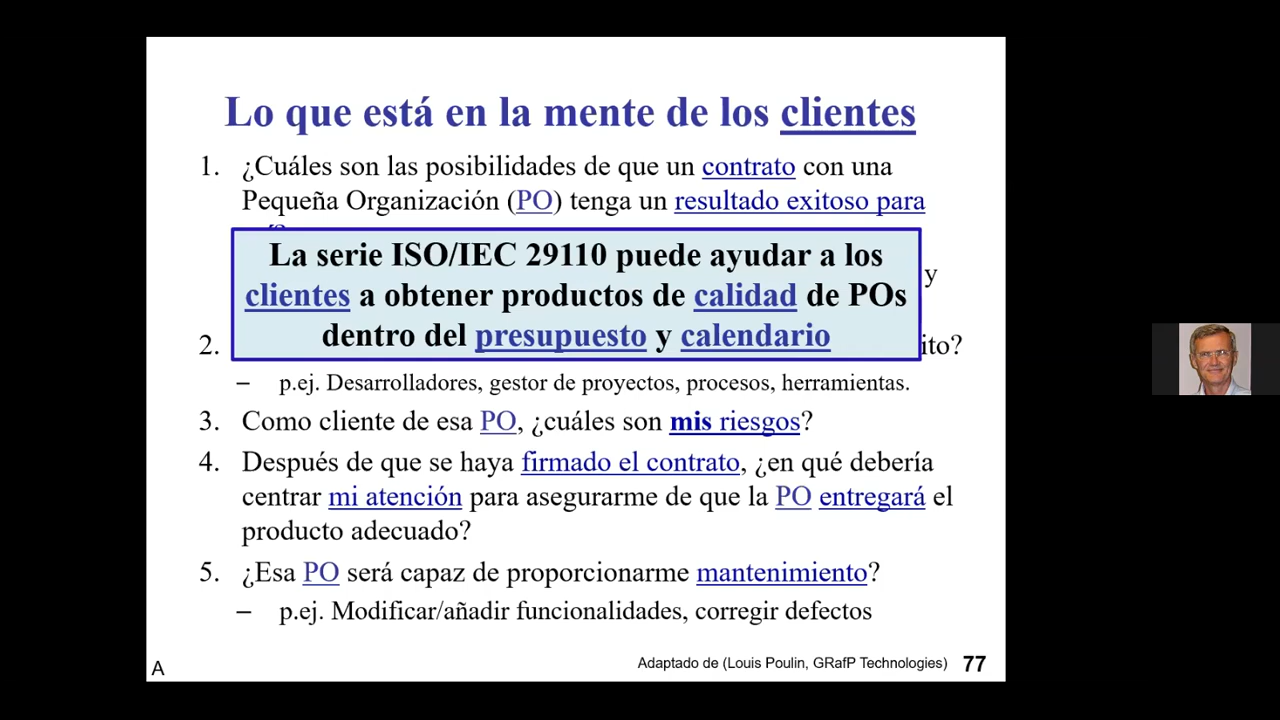 Lo que está en la mente de los clientes
1. ¿Cuáles son las posibilidades de que un contrato con una
Pequeña Organización (PO) tenga un resultado exitoso para
La serie ISO/IEC 29110 puede ayudar a los
clientes a obtener productos de calidad de POs
dentro del presupuesto y calendario
y
2.
– p.ej. Desarrolladores, gestor de proyectos, procesos, herramientas.
3. Como cliente de esa PO, ¿cuáles son mis riesgos?
4. Después de que se haya firmado el contrato, ¿en qué debería
centrar mi atención para asegurarme de que la PO entregará el
producto adecuado?
5. ¿Esa PO será capaz de proporcionarme mantenimiento?
– p.ej. Modificar/añadir funcionalidades, corregir defectos
A
Adaptado de (Louis Poulin, GRafP Technologies) 77